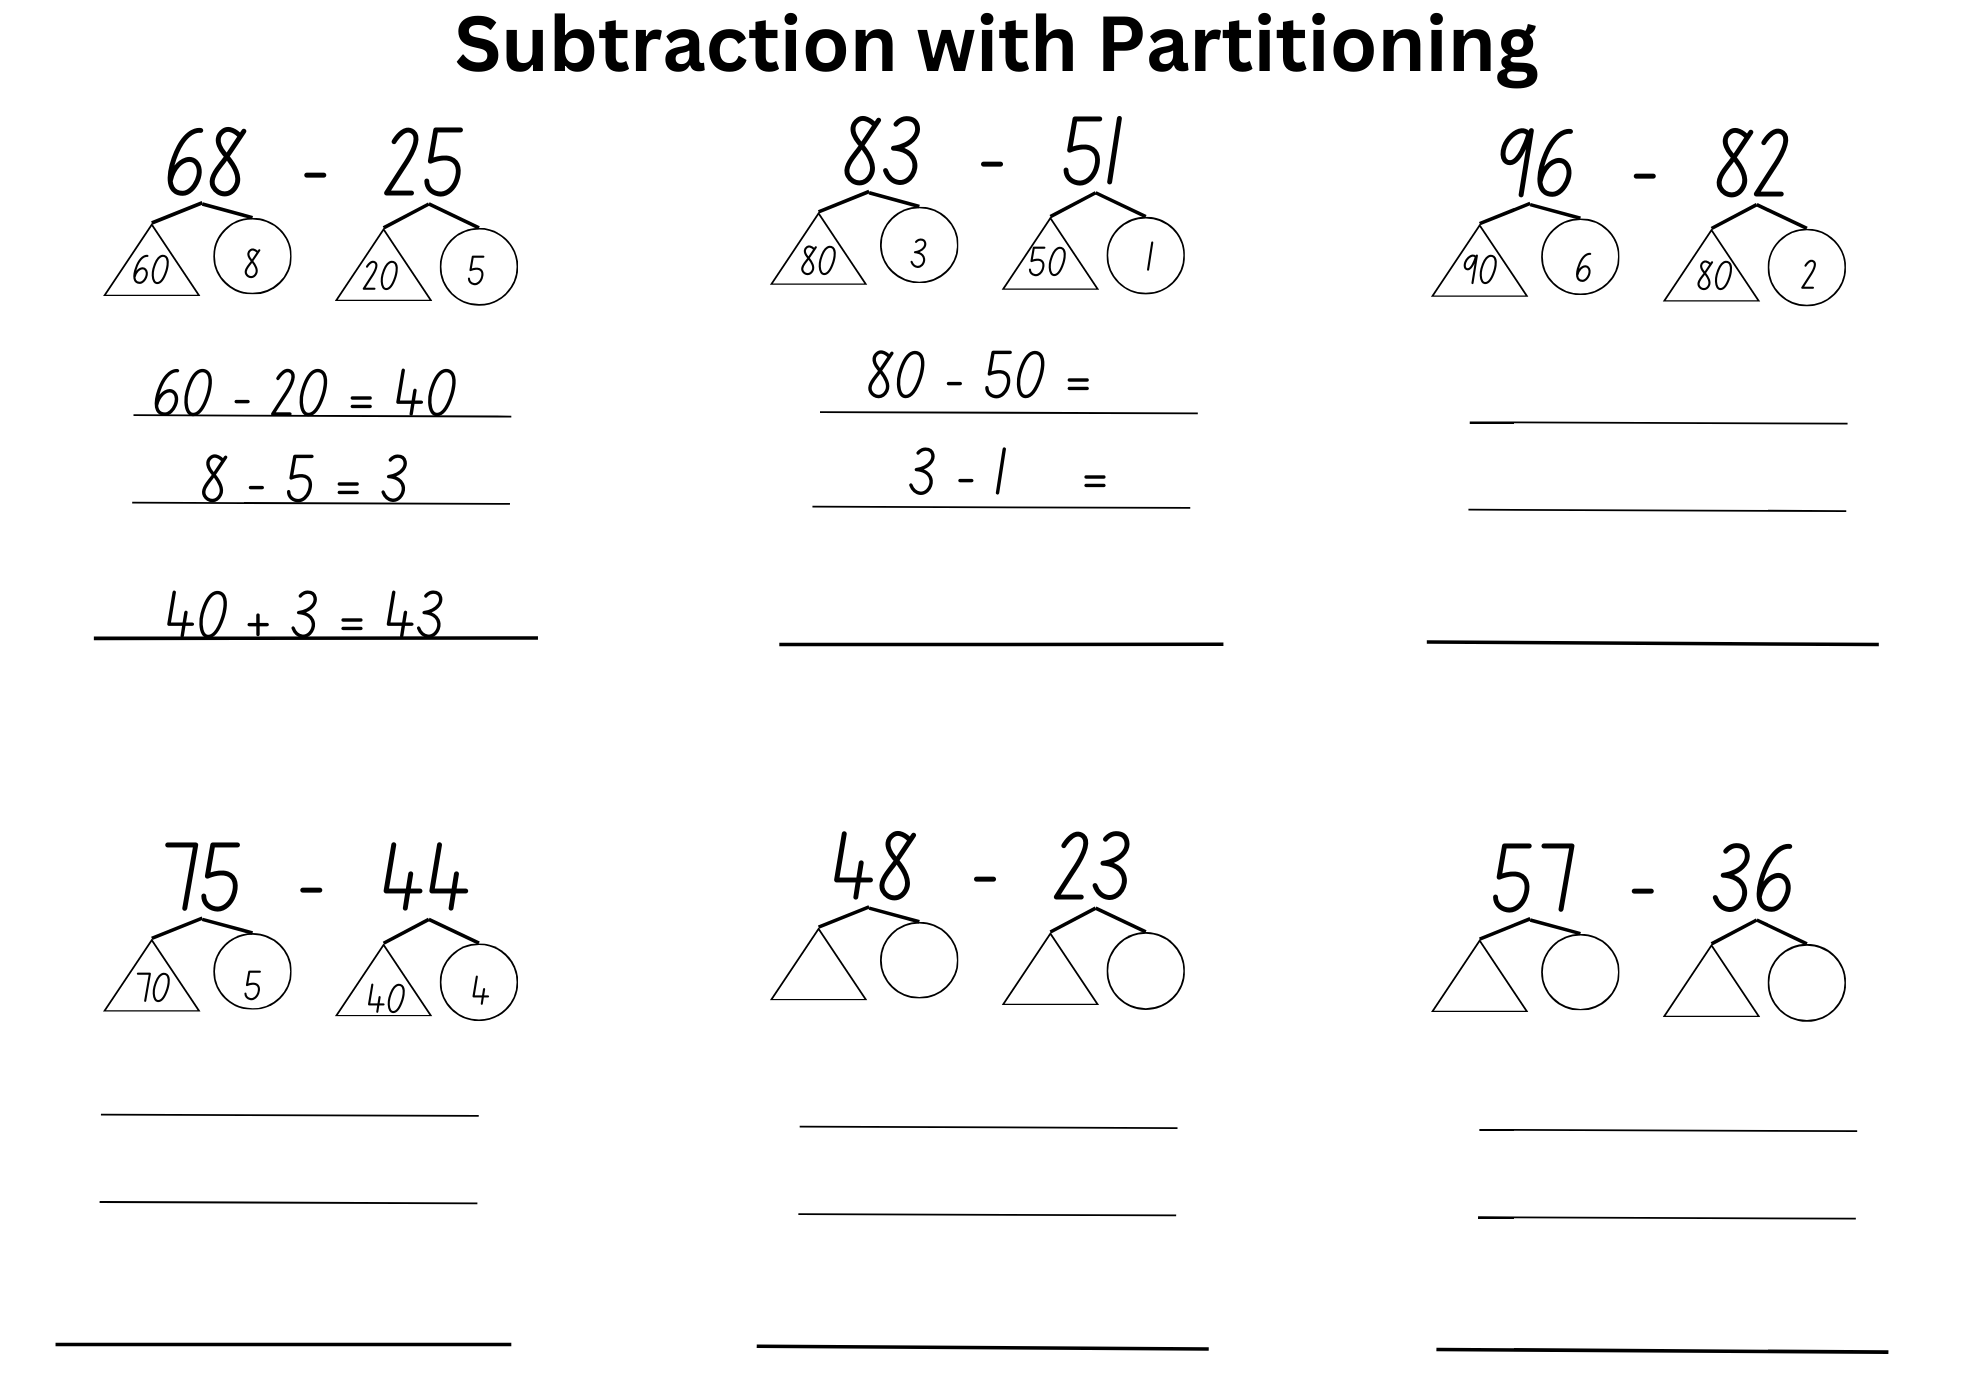 Subtraction with Partitioning
68 - 25
60 8 20 5
60 - 20 = 40
8 - 5 = 3
40 + 3 = 43
83 - 51
80 3 50 1
80 - 50 =
3 - 1 =
96 - 82
90 6 80 2
75 - 44
70 5 40 4
48 - 23
57 - 36